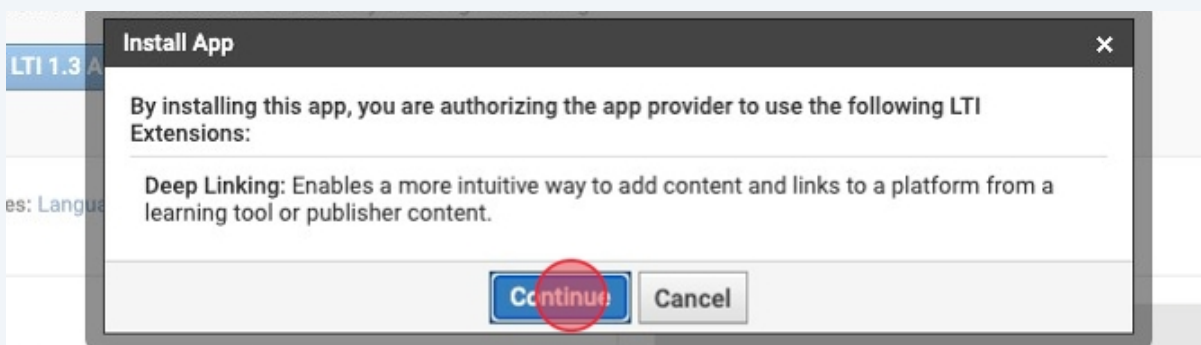 Install App
×
LTI 1.3 A
By installing this app, you are authorizing the app provider to use the following LTI
Extensions:
Deep Linking: Enables a more intuitive way to add content and links to a platform from a
es: Langua
learning tool or publisher content.
Continue
Cancel